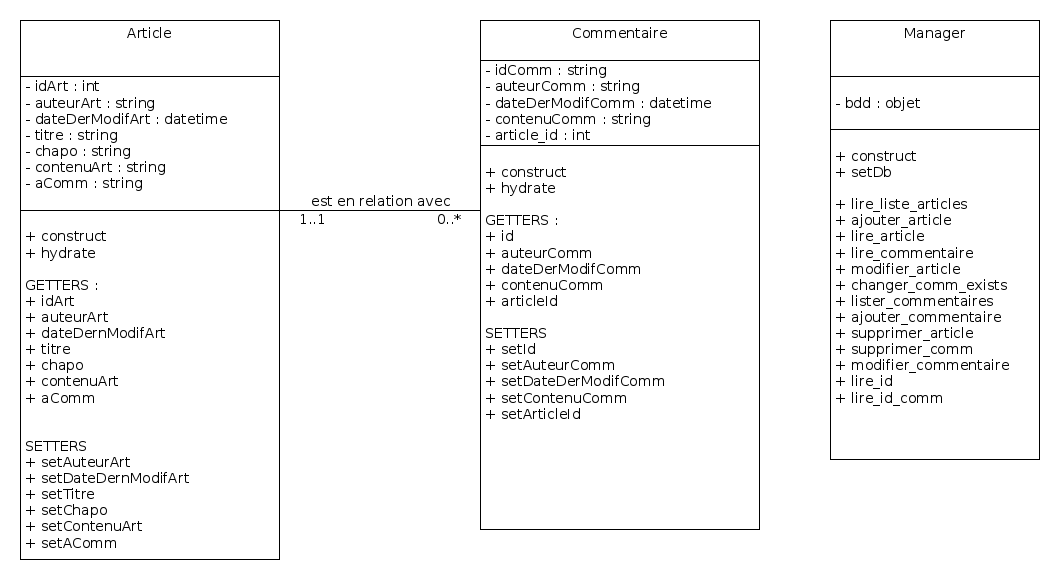 Article
- idArt : int
- auteurArt : string
- dateDerModifArt : datetime
- titre : string
- chapo : string
- contenuArt : string
- aComm : string
+ construct
+ hydrate
GETTERS :
+ idArt
+ auteurArt
+ dateDernModifArt
+ titre
+ chapo
+ contenuArt
+ aComm
SETTERS
+ setAuteurArt
+ setDateDernModifArt
+ setTitre
+ setChapo
+ setContenuArt
+ setAComm
est en relation avec
1..1
0..*
Commentaire
- idComm : string
- auteurComm : string
- dateDerModifComm : datetime
- contenuComm : string
- article_id : int
+ construct
+ hydrate
GETTERS :
+ id
+ auteurComm
+ dateDerModifComm
+ contenuComm
+ articleId
SETTERS
+ setId
+ setAuteurComm
+ setDateDerModifComm
+ setContenuComm
+ setArticleId
Manager
- bdd : objet
+ construct
+ setDb
+ lire_liste_articles
+ ajouter_article
+ lire_article
+ lire_commentaire
+ modifier_article
+ changer_comm_exists
+ lister_commentaires
+ ajouter_commentaire
+ supprimer_article
+ supprimer_comm
+ modifier_commentaire
+ lire_id
+ lire_id_comm